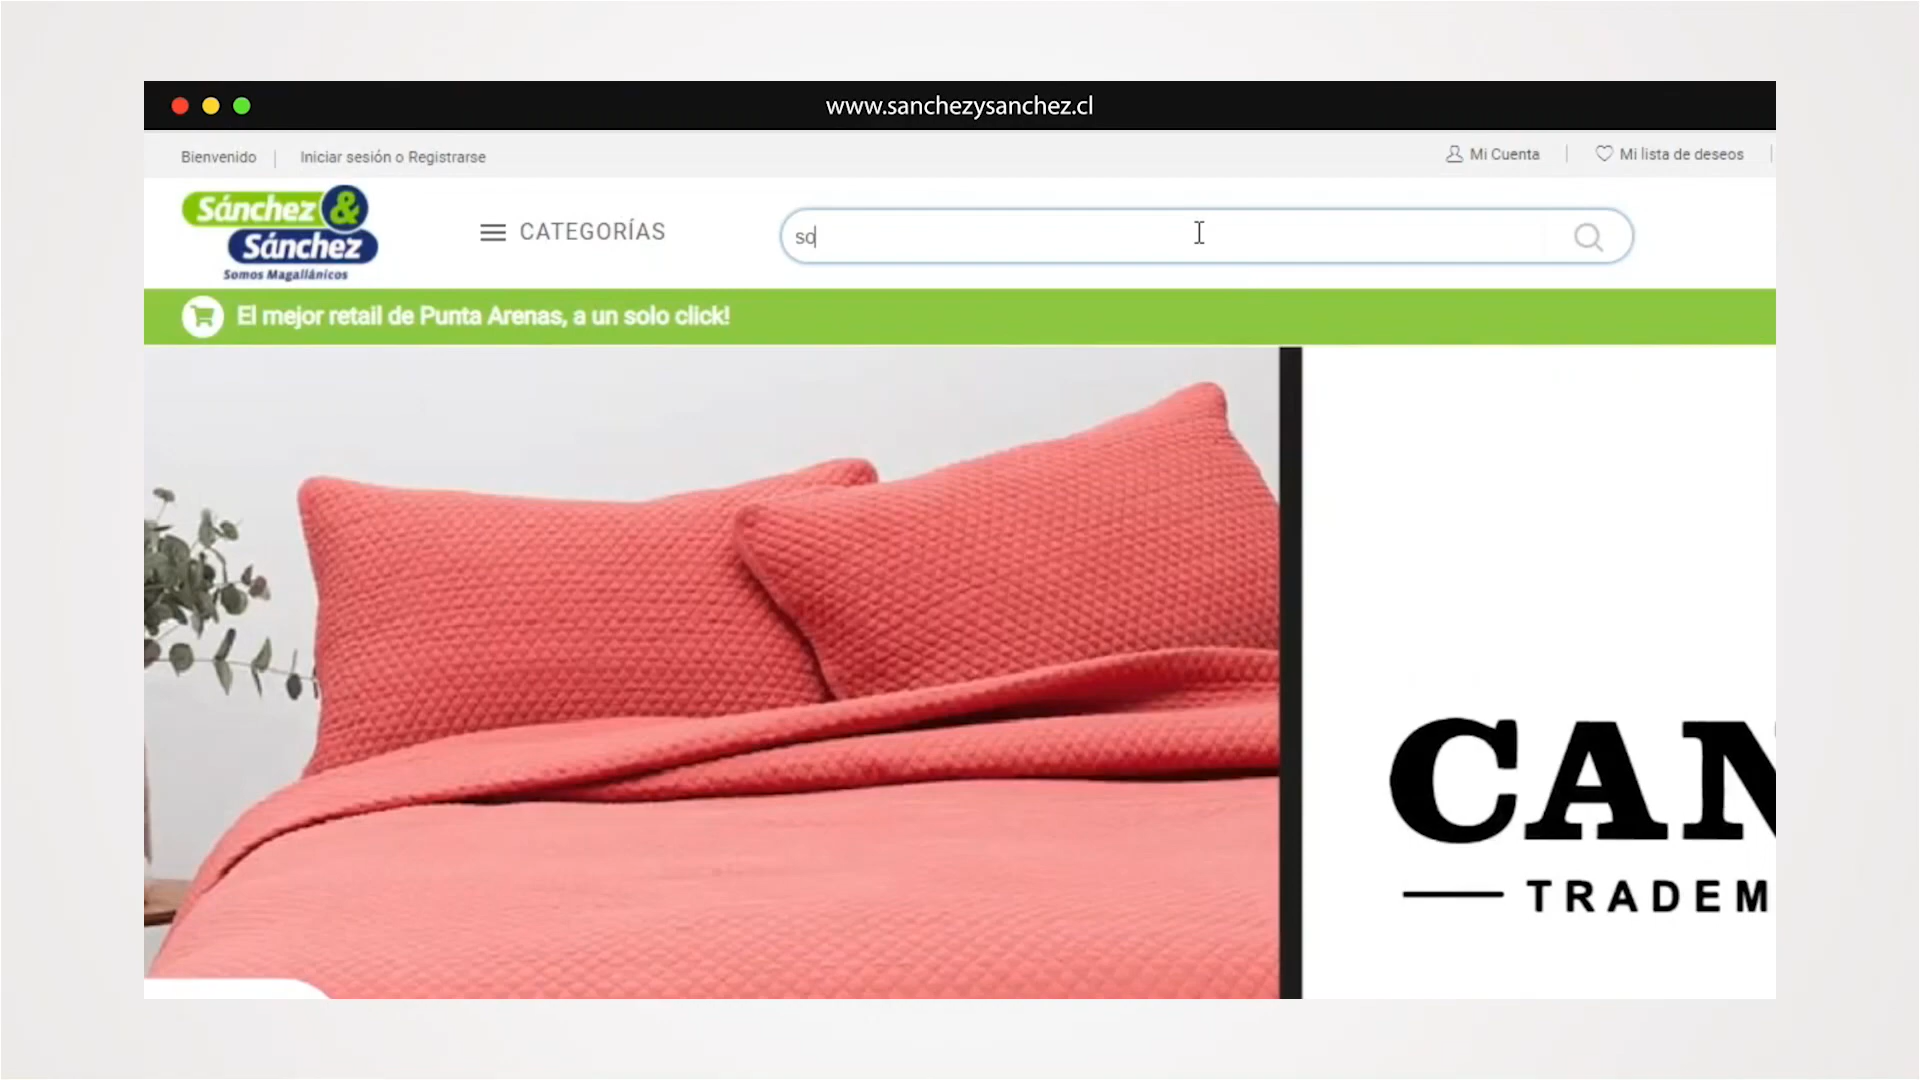 www.sanchezysanchez.cl
Bienvenido | Iniciar sesión o Registrarse
Mi Cuenta | Mi lista de deseos |
Sánchez &
Sánchez
Somos Magallánicos
CATEGORÍAS
so
El mejor retail de Punta Arenas, a un solo click!
CAN
TRADEM